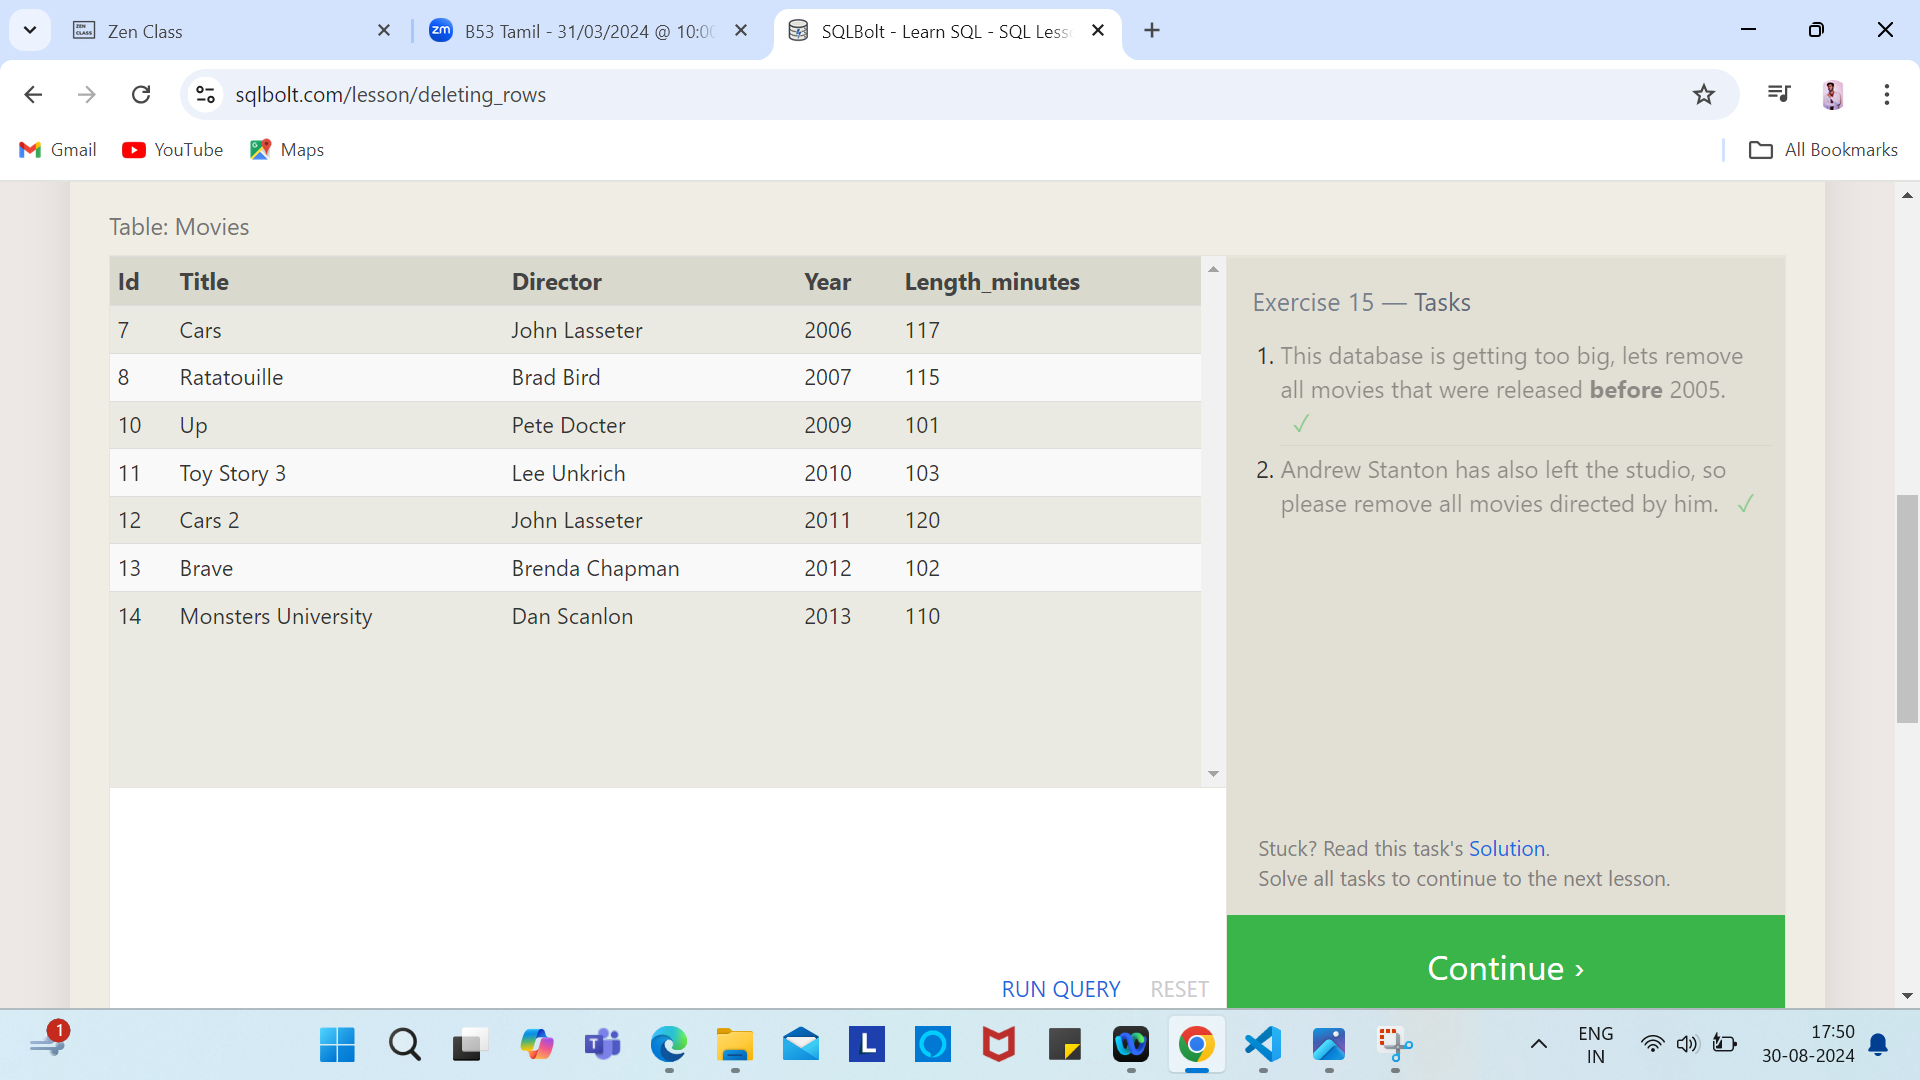 Zen Class
B53 Tamil - 31/03/2024 @ 10:00
SQLBolt - Learn SQL - SQL Less
sqlbolt.com/lesson/deleting_rows
Gmail YouTube Maps All Bookmarks
Table: Movies
Id Title Director Year Length_minutes
7 Cars John Lasseter 2006 117
8 Ratatouille Brad Bird 2007 115
10 Up Pete Docter 2009 101
11 Toy Story 3 Lee Unkrich 2010 103
12 Cars 2 John Lasseter 2011 120
13 Brave Brenda Chapman 2012 102
14 Monsters University Dan Scanlon 2013 110
Exercise 15 — Tasks
1. This database is getting too big, lets remove
all movies that were released before 2005.
✓
2. Andrew Stanton has also left the studio, so
please remove all movies directed by him. ✓
Stuck? Read this task's Solution.
Solve all tasks to continue to the next lesson.
RUN QUERY RESET
Continue ›
1
ENG
IN
17:50
30-08-2024